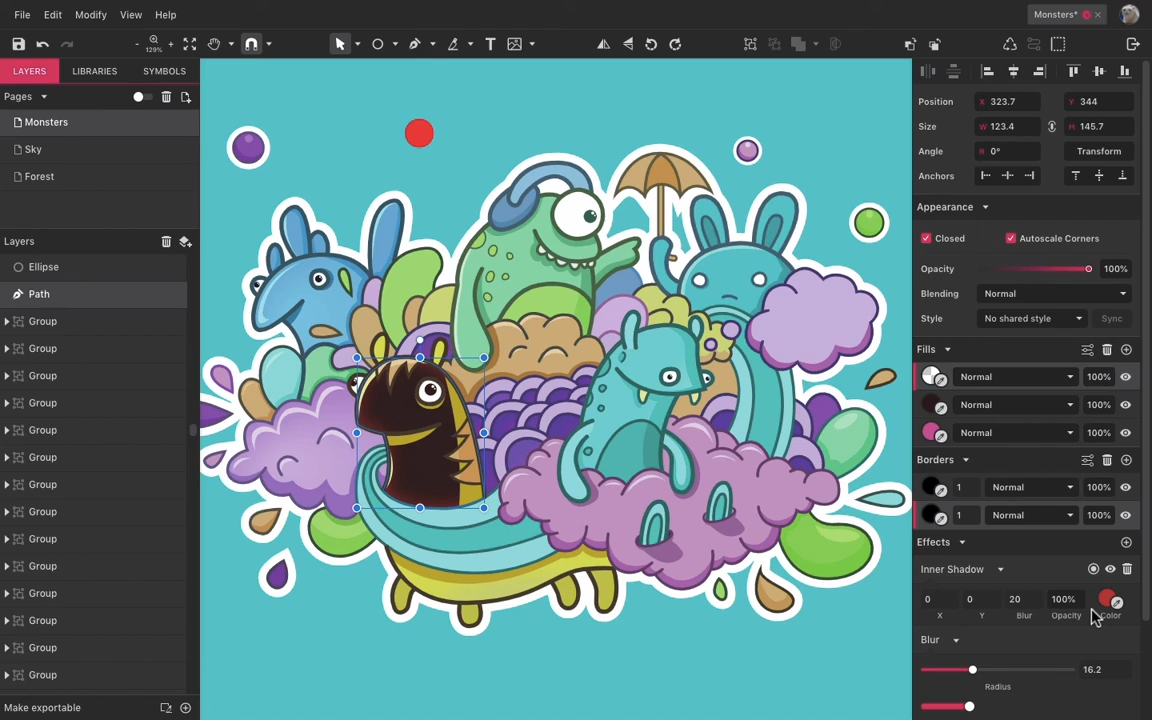 File Edit Modify View Help
Monsters*
129%
T
LAYERS LIBRARIES SYMBOLS
Pages
Monsters
Sky
Forest
Layers
Ellipse
Path
Group
Group
Group
Group
Group
Group
Group
Group
Group
Group
Group
Group
Group
Group
Make exportable
Position X 323.7 Y 344
Size W 123.4 H 145.7
Angle R 0° Transform
Anchors
Appearance
Closed Autoscale Corners
Opacity 100%
Blending Normal
Style No shared style Sync
Fills
Normal 100%
Normal 100%
Normal 100%
Borders
1 Normal 100%
1 Normal 100%
Effects
Inner Shadow
0 0 20 100%
X Y Blur Opacity Color
Blur
16.2
Radius